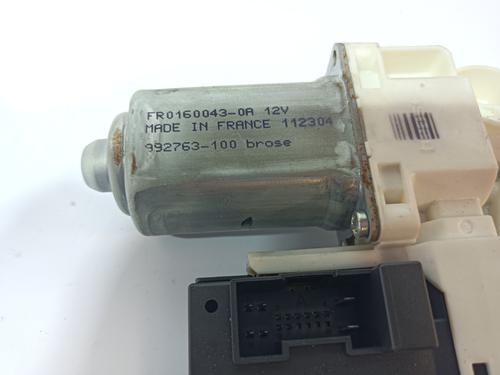 FR0160043-0A 12V
MADE IN FRANCE 112304
992763-100 brose
A